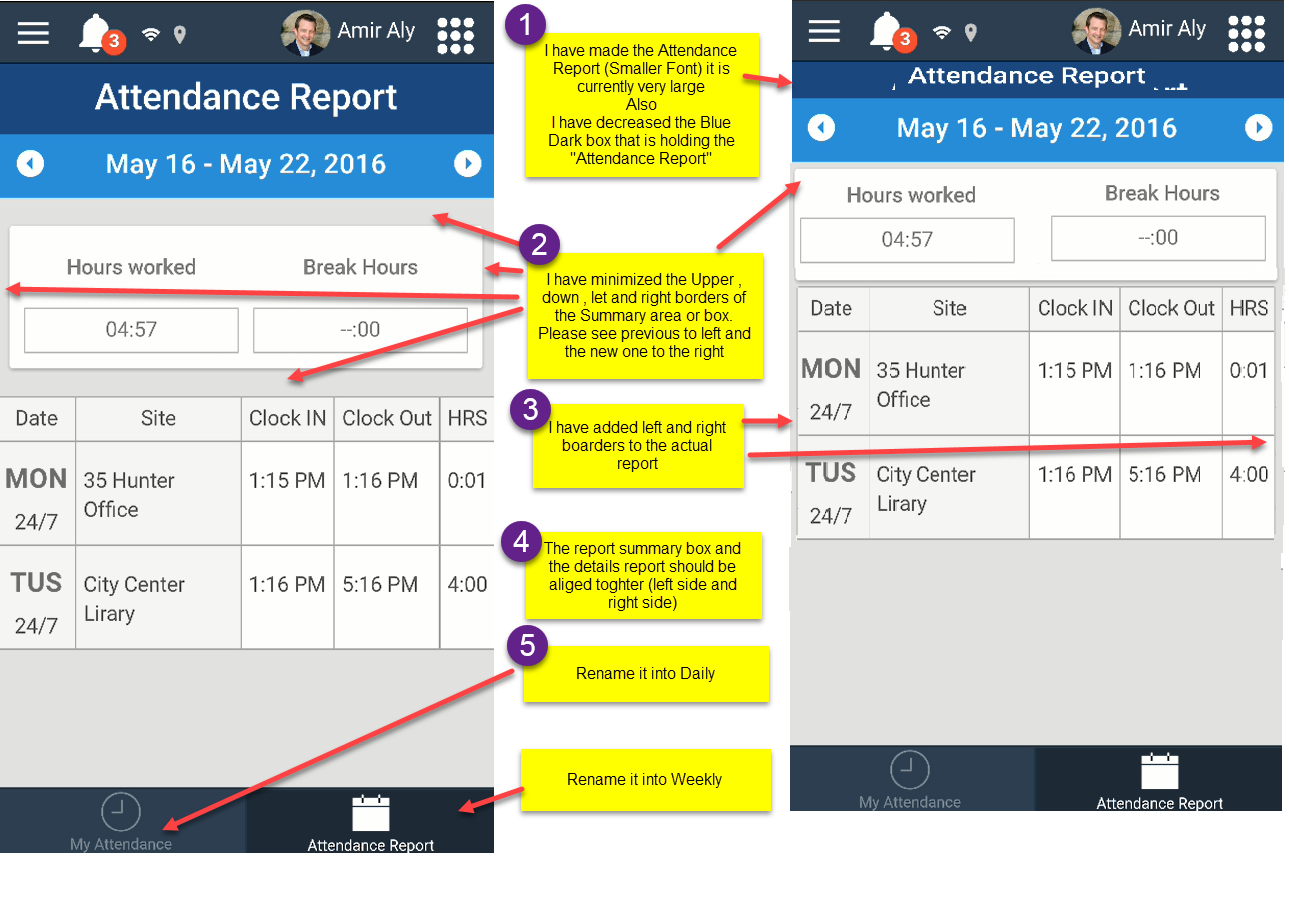 3
Amir Aly
Attendance Report
May 16 - May 22, 2016
Hours worked
Break Hours
04:57
--:00
Date
Site
Clock IN
Clock Out
HRS
MON
24/7
35 Hunter
Office
1:15 PM
1:16 PM
0:01
TUS
24/7
City Center
Lirary
1:16 PM
5:16 PM
4:00
My Attendance
Attendance Report
1
I have made the Attendance
Report (Smaller Font) it is
currently very large
Also
I have decreased the Blue
Dark box that is holding the
"Attendance Report"
2
I have minimized the Upper ,
down , let and right borders of
the Summary area or box.
Please see previous to left and
the new one to the right
3
I have added left and right
boarders to the actual
report
4
The report summary box and
the details report should be
aliged toghter (left side and
right side)
5
Rename it into Daily
Rename it into Weekly
3
Amir Aly
Attendance Report
May 16 - May 22, 2016
Hours worked
Break Hours
04:57
--:00
Date
Site
Clock IN
Clock Out
HRS
MON
24/7
35 Hunter
Office
1:15 PM
1:16 PM
0:01
TUS
24/7
City Center
Lirary
1:16 PM
5:16 PM
4:00
My Attendance
Attendance Report